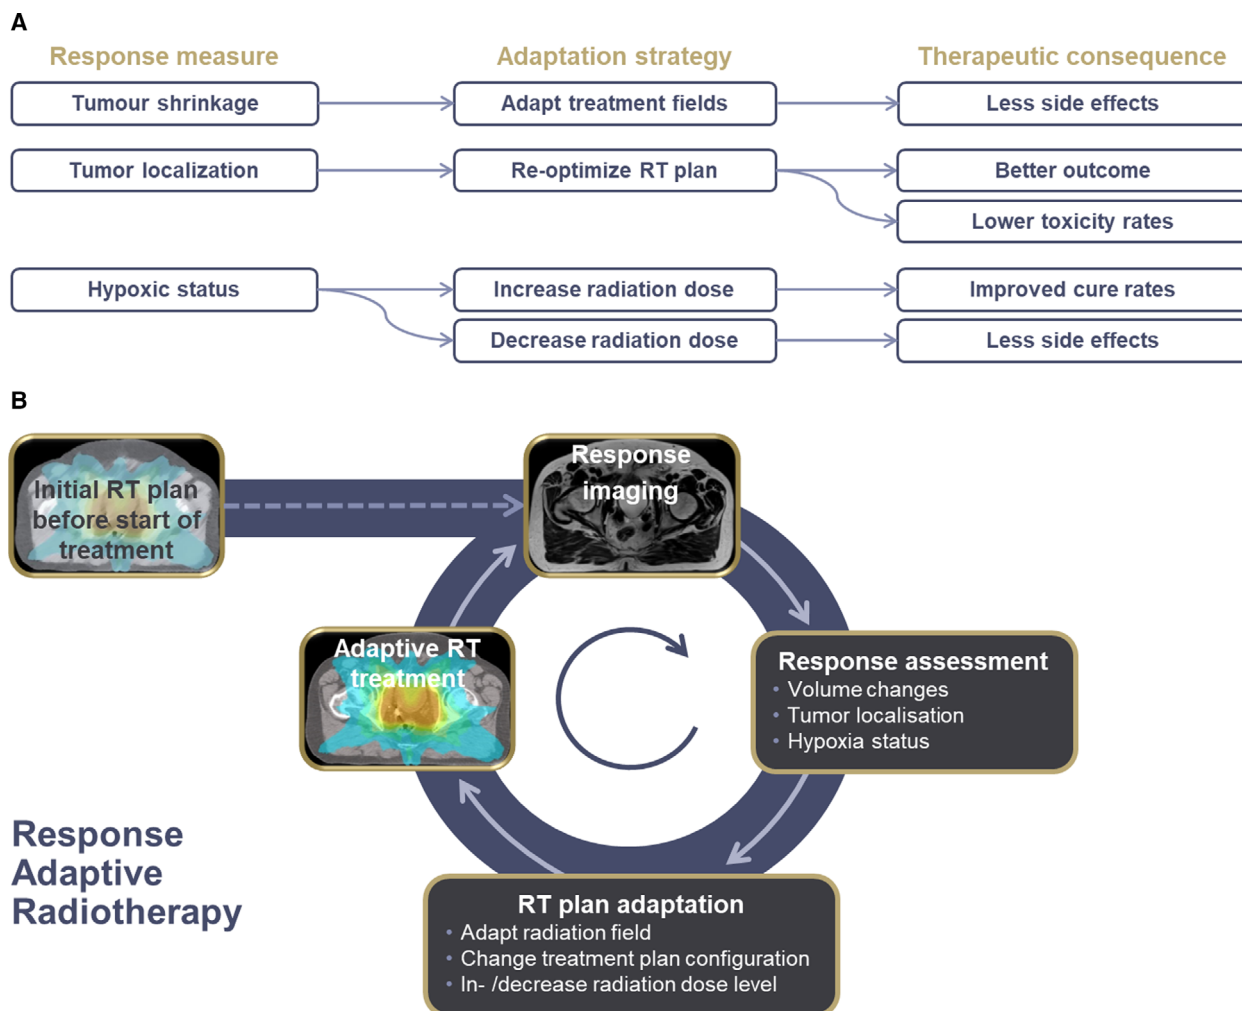 A
Response measure
Adaptation strategy
Therapeutic consequence
Tumour shrinkage
Adapt treatment fields
Less side effects
Tumor localization
Re-optimize RT plan
Better outcome
Lower toxicity rates
Hypoxic status
Increase radiation dose
Improved cure rates
Decrease radiation dose
Less side effects
B
Initial RT plan
before start of
treatment
Response
imaging
Adaptive RT
treatment
Response assessment
• Volume changes
• Tumor localisation
• Hypoxia status
RT plan adaptation
• Adapt radiation field
• Change treatment plan configuration
• In- /decrease radiation dose level
Response
Adaptive
Radiotherapy